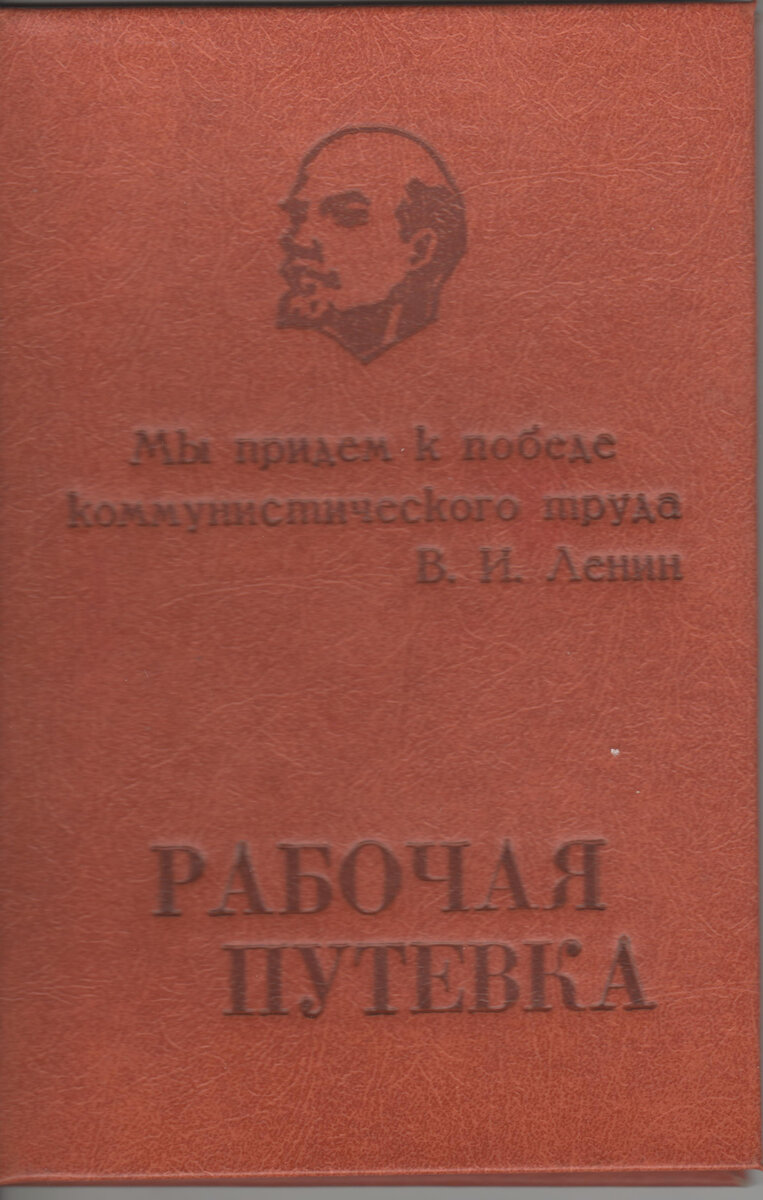 Мы придем к победе
коммунистического труда
В. И. Ленин
РАБОЧАЯ
ПУТЕВКА